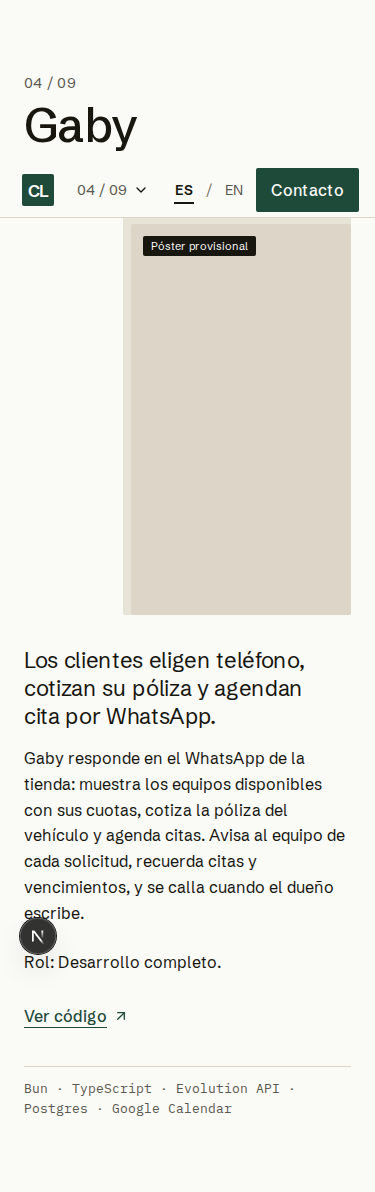 04 / 09
Gaby
CL 04 / 09 ES / EN Contacto
Póster provisional
Los clientes eligen teléfono,
cotizan su póliza y agendan
cita por WhatsApp.
Gaby responde en el WhatsApp de la
tienda: muestra los equipos disponibles
con sus cuotas, cotiza la póliza del
vehículo y agenda citas. Avisa al equipo de
cada solicitud, recuerda citas y
vencimientos, y se calla cuando el dueño
escribe.
N
Rol: Desarrollo completo.
Ver código
Bun · TypeScript · Evolution API ·
Postgres · Google Calendar